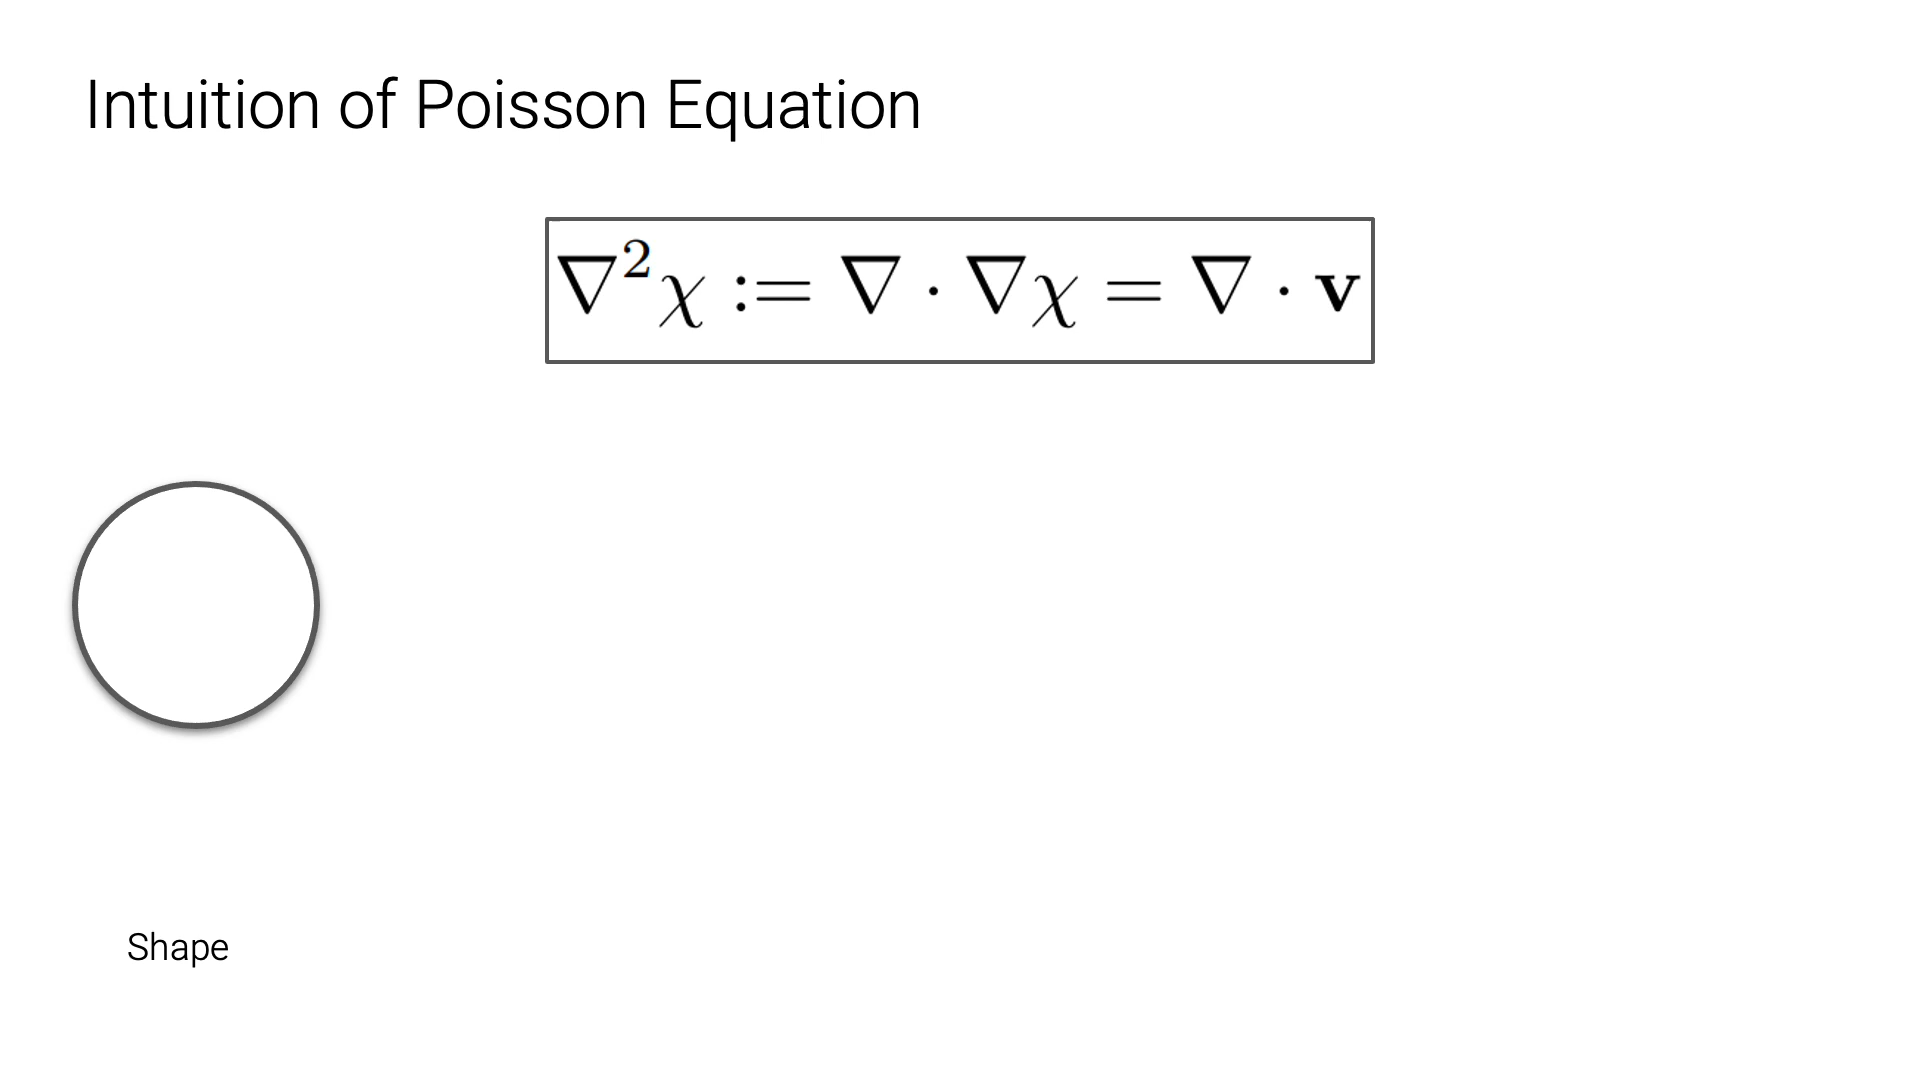 Intuition of Poisson Equation
∇²χ := ∇ · ∇χ = ∇ · v
Shape